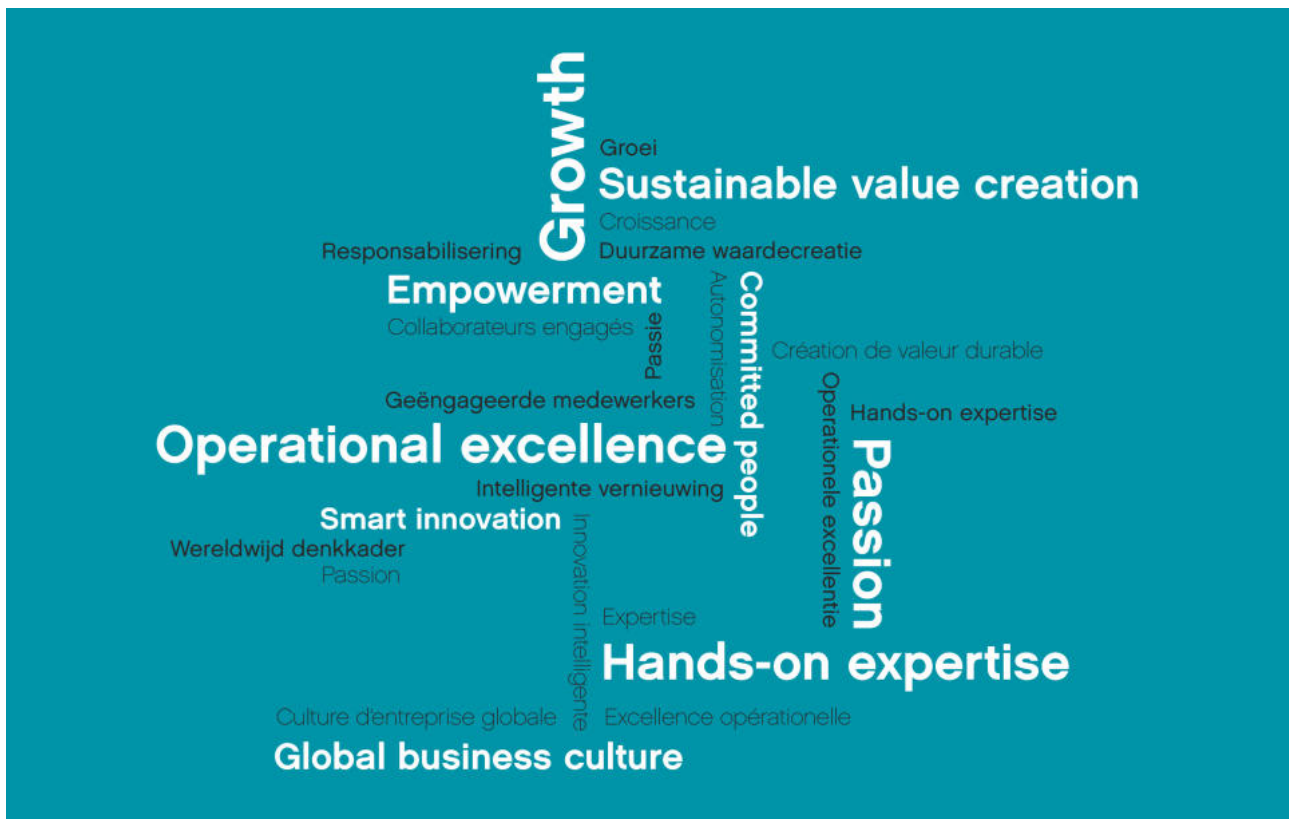 Growth
Groei
Sustainable value creation
Croissance
Responsabilisering
Duurzame waardecreatie
Empowerment
Autonomisation
Committed people
Collaborateurs engagés
Passie
Création de valeur durable
Geëngageerde medewerkers
Operationele excellentie
Hands-on expertise
Operational excellence
Passion
Intelligente vernieuwing
Smart innovation
Innovation intelligente
Wereldwijd denkkader
Passion
Expertise
Hands-on expertise
Culture d'entreprise globale
Excellence opérationelle
Global business culture